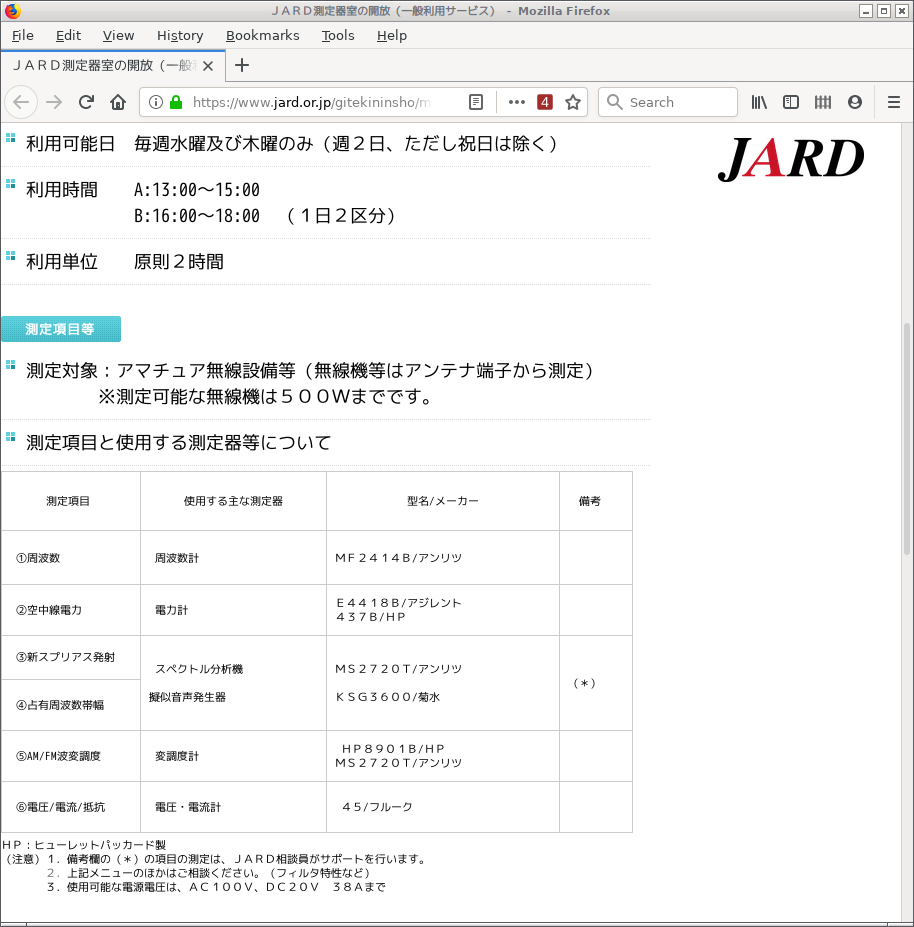 ＪＡＲＤ測定器室の開放（一般利用サービス） - Mozilla Firefox
File Edit View History Bookmarks Tools Help
ＪＡＲＤ測定器室の開放（一般
https://www.jard.or.jp/gitekininsho/m
4
Search
利用可能日　毎週水曜及び木曜のみ（週２日、ただし祝日は除く）
JARD
利用時間　　A:13:00～15:00
B:16:00～18:00　（１日２区分）
利用単位　　原則２時間
測定項目等
測定対象：アマチュア無線設備等（無線機等はアンテナ端子から測定）
※測定可能な無線機は５００Ｗまでです。
測定項目と使用する測定器等について
測定項目 使用する主な測定器 型名/メーカー 備考
①周波数 周波数計 ＭＦ２４１４Ｂ/アンリツ
②空中線電力 電力計 Ｅ４４１８Ｂ/アジレント
４３７Ｂ/ＨＰ
③新スプリアス発射 スペクトル分析機 ＭＳ２７２０Ｔ/アンリツ
④占有周波数帯幅 擬似音声発生器 ＫＳＧ３６００/菊水 （＊）
⑤AM/FM波変調度 変調度計 ＨＰ８９０１Ｂ/ＨＰ
ＭＳ２７２０Ｔ/アンリツ
⑥電圧/電流/抵抗 電圧・電流計 ４５/フルーク
ＨＰ：ヒューレットパッカード製
（注意）１．備考欄の（＊）の項目の測定は、ＪＡＲＤ相談員がサポートを行います。
２．上記メニューのほかはご相談ください。（フィルタ特性など）
３．使用可能な電源電圧は、ＡＣ１００Ｖ、ＤＣ２０Ｖ　３８Ａまで